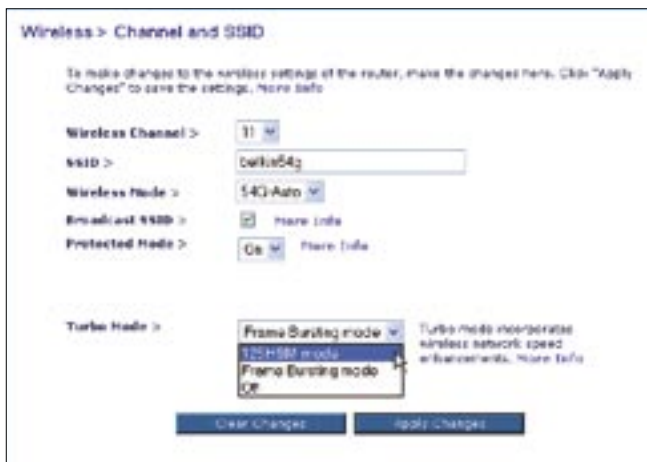 Wireless > Channel and SSID
To make changes to the wireless settings of the router, make the changes here. Click "Apply
Changes" to save the settings. More Info
Wireless Channel > 11
SSID > belkin54g
Wireless Mode > 54G-Auto
Broadcast SSID > More Info
Protected Mode > On More Info
Turbo Mode > Frame Bursting mode Turbo mode incorporates
125HSM mode wireless network speed
Frame Bursting mode enhancements. More Info
Off
Clear Changes Apply Changes